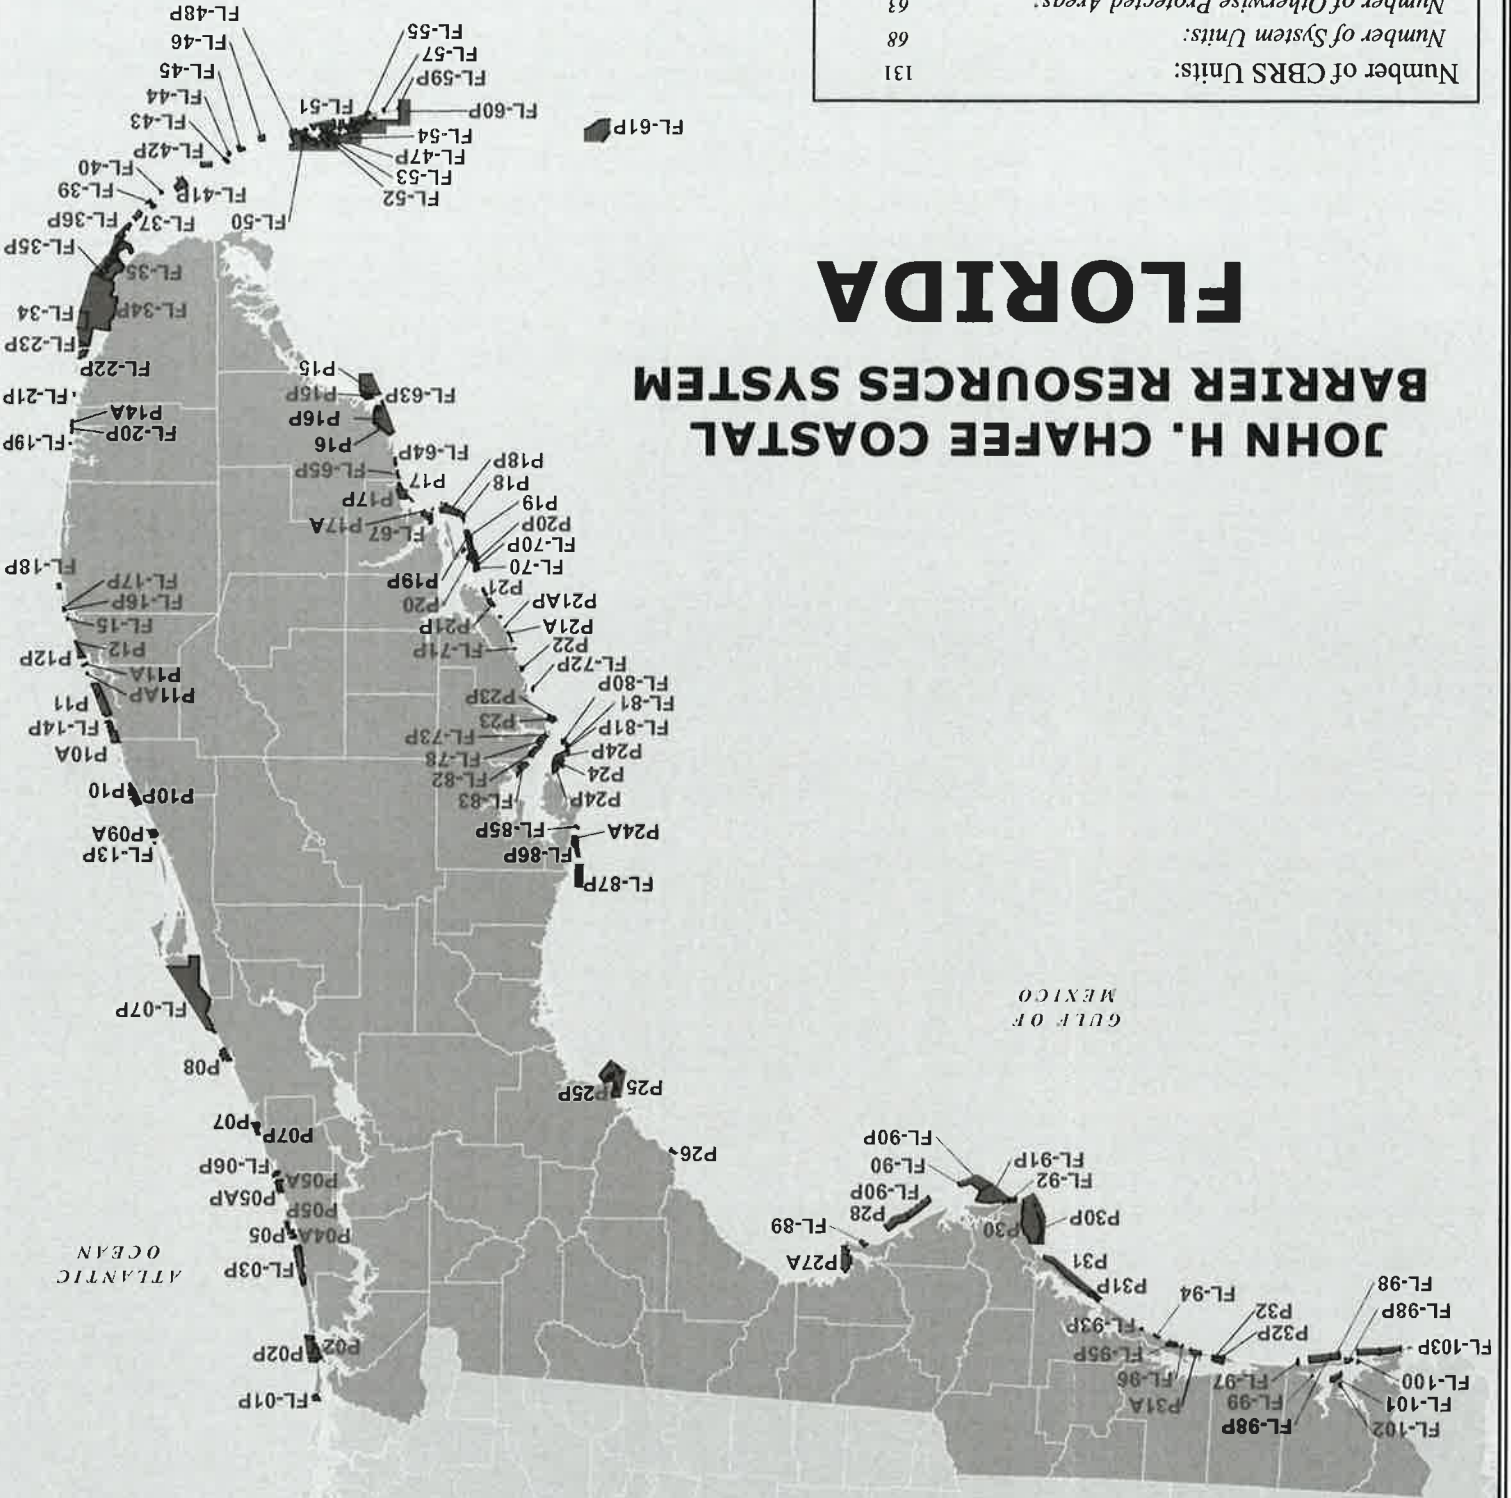 FL-01P
P02P
P02
FL-102
FL-101
FL-100
FL-103P
FL-98P
FL-99
FL-97
FL-98P
FL-98
P31A
FL-96
FL-95P
FL-93P
P32P
P32
FL-94
P31P
P31
P30P
P30
FL-92
FL-91P
FL-90P
FL-90
P28
FL-90P
FL-89
P27A
P26
P25
P25P
FL-03P
P04A
P05
P05P
P05AP
P05A
FL-06P
P07P
P07
P08
FL-07P
ATLANTIC
OCEAN
GULF OF
MEXICO
FL-87P
FL-86P
P24A
FL-85P
P24P
P24
P24P
FL-81P
FL-81
FL-80P
FL-83
FL-82
FL-78
FL-73P
P23
P23P
FL-72P
P22
FL-71P
P21A
P21P
P21AP
P21
P20
FL-70
P19P
FL-70P
P20P
P19
P18
P18P
FL-67
P17A
P17P
P17
FL-65P
FL-64P
P16
P16P
FL-63P
P15P
P15
FL-13P
P09A
P10P
P10
P10A
FL-14P
P11
P11AP
P11A
P12P
P12
FL-15
FL-16P
FL-17P
FL-18P
FL-19P
FL-20P
P14A
FL-21P
FL-22P
FL-23P
FL-34
FL-34P
FL-35
FL-35P
FL-36P
FL-37
FL-39
FL-40
FL-41P
FL-42P
FL-43
FL-44
FL-45
FL-46
FL-48P
FL-50
FL-52
FL-53
FL-47P
FL-54
FL-51
FL-60P
FL-59P
FL-57
FL-55
FL-61P
JOHN H. CHAFEE COASTAL
BARRIER RESOURCES SYSTEM
FLORIDA
Number of CBRS Units: 131
Number of System Units: 68
Number of Otherwise Protected Areas: 63